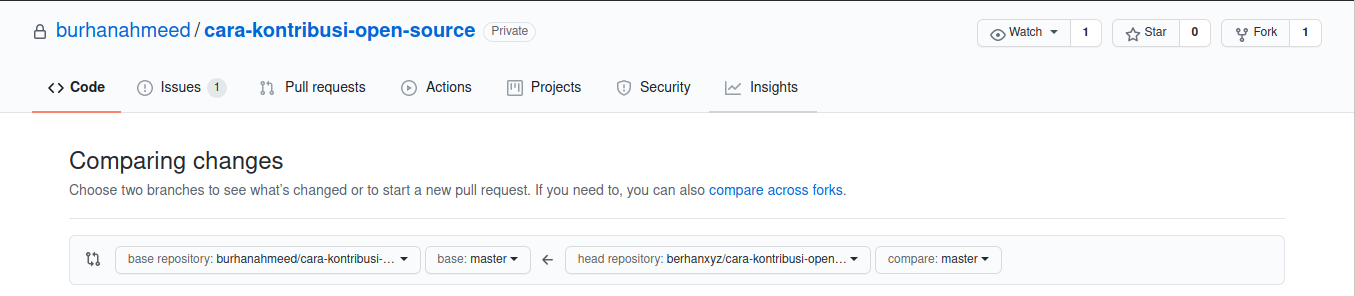 burhanahmeed / cara-kontribusi-open-source Private Watch 1 Star 0 Fork 1
Code Issues 1 Pull requests Actions Projects Security Insights
Comparing changes
Choose two branches to see what's changed or to start a new pull request. If you need to, you can also compare across forks.
base repository: burhanahmeed/cara-kontribusi-... base: master head repository: berhanxyz/cara-kontribusi-open... compare: master